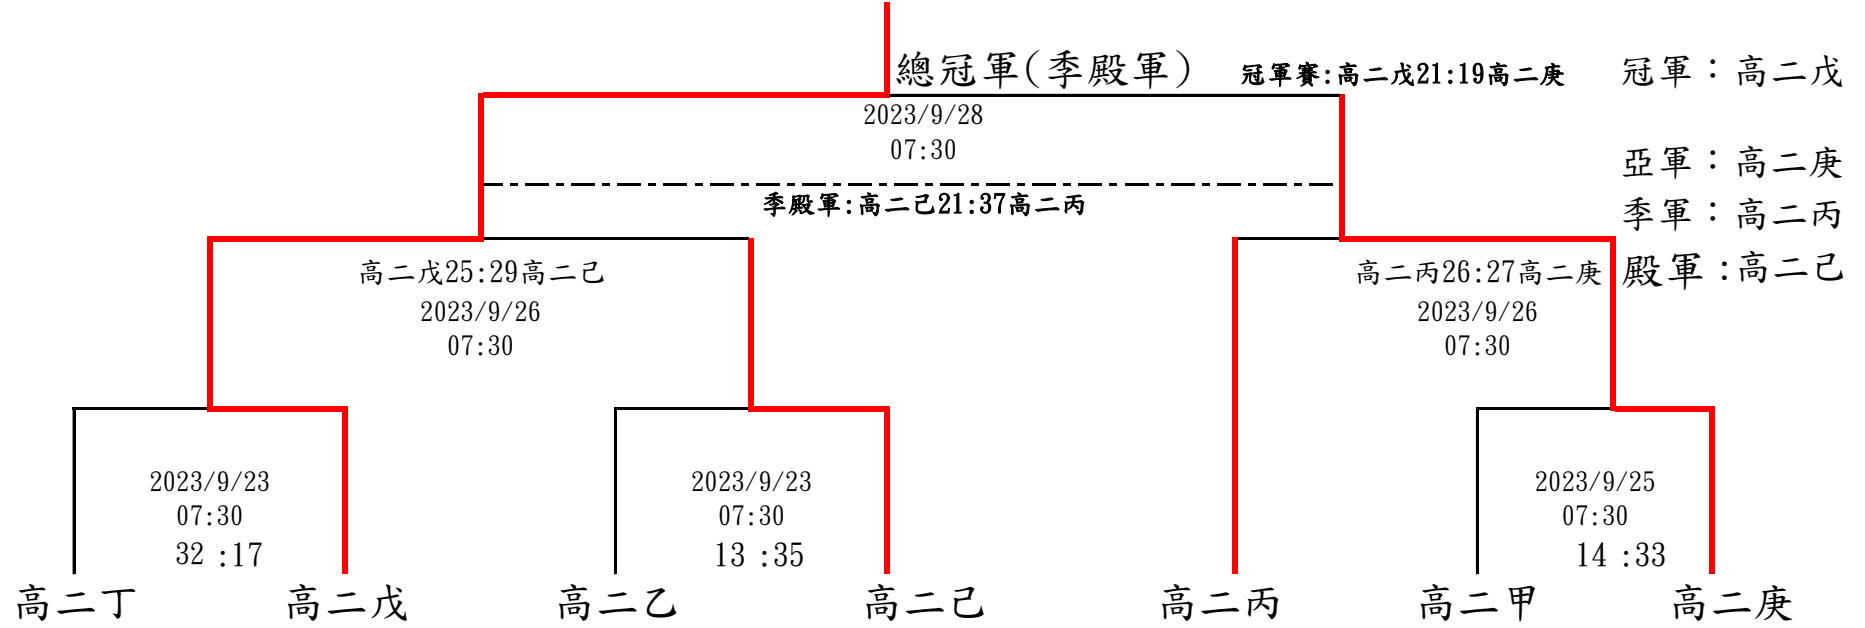 總冠軍(季殿軍) 冠軍賽:高二戊21:19高二庚 冠軍：高二戊
2023/9/28
07:30
亞軍：高二庚
季殿軍:高二己21:37高二丙
季軍：高二丙
高二戊25:29高二己
高二丙26:27高二庚
殿軍:高二己
2023/9/26
07:30
2023/9/26
07:30
2023/9/23
07:30
32 :17
2023/9/23
07:30
13 :35
2023/9/25
07:30
14 :33
高二丁 高二戊 高二乙 高二己 高二丙 高二甲 高二庚